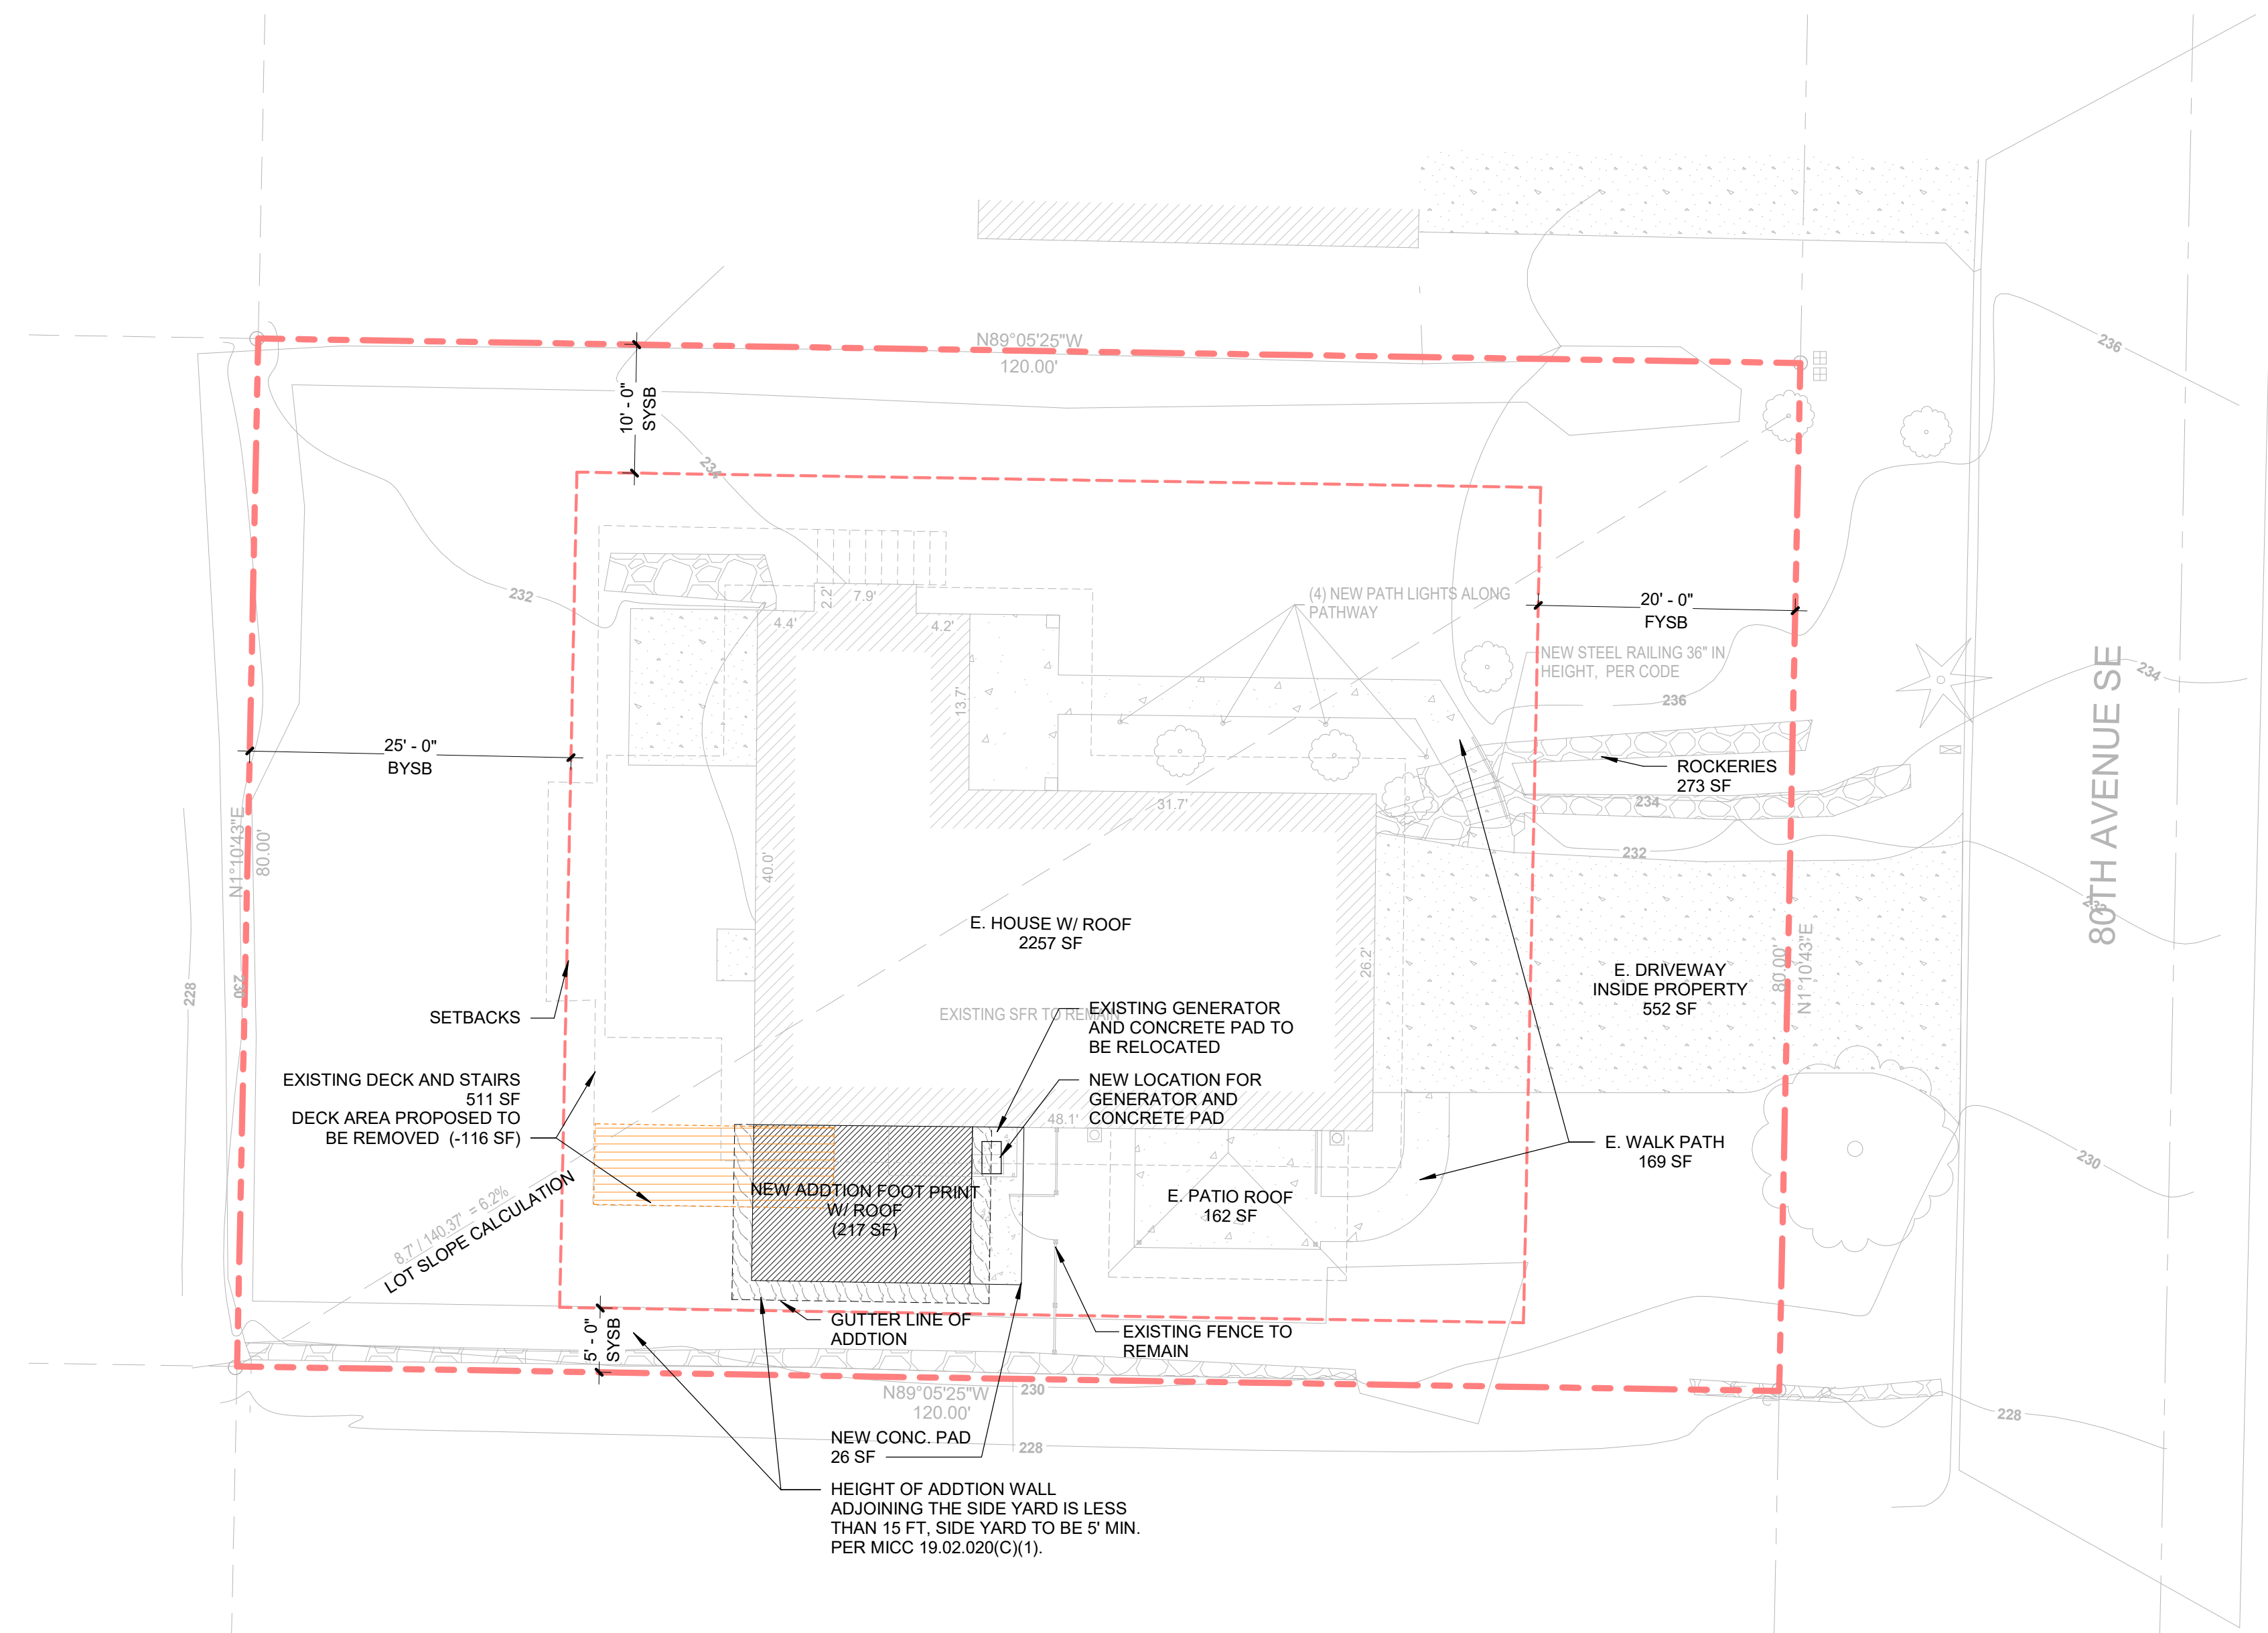 N89°05'25"W
120.00'
236
10' - 0"
SYSB
234
232
2.2'
7.9'
4.4'
4.2'
(4) NEW PATH LIGHTS ALONG
PATHWAY
20' - 0"
FYSB
NEW STEEL RAILING 36" IN
HEIGHT, PER CODE
236
234
80TH AVENUE SE
13.7'
25' - 0"
BYSB
ROCKERIES
273 SF
234
31.7'
N1°10'43"E
80.00'
40.0'
232
232
E. HOUSE W/ ROOF
2257 SF
26.2'
E. DRIVEWAY
INSIDE PROPERTY
552 SF
80.00'
N1°10'43"E
228
230
SETBACKS
EXISTING SFR TO REMAIN
EXISTING GENERATOR
AND CONCRETE PAD TO
BE RELOCATED
EXISTING DECK AND STAIRS
511 SF
DECK AREA PROPOSED TO
BE REMOVED (-116 SF)
NEW LOCATION FOR
GENERATOR AND
CONCRETE PAD
48.1'
E. WALK PATH
169 SF
230
NEW ADDTION FOOT PRINT
W/ ROOF
(217 SF)
E. PATIO ROOF
162 SF
8.7' / 140.37' = 6.2%
LOT SLOPE CALCULATION
5' - 0"
SYSB
GUTTER LINE OF
ADDTION
EXISTING FENCE TO
REMAIN
N89°05'25"W
120.00'
230
228
228
NEW CONC. PAD
26 SF
HEIGHT OF ADDTION WALL
ADJOINING THE SIDE YARD IS LESS
THAN 15 FT, SIDE YARD TO BE 5' MIN.
PER MICC 19.02.020(C)(1).